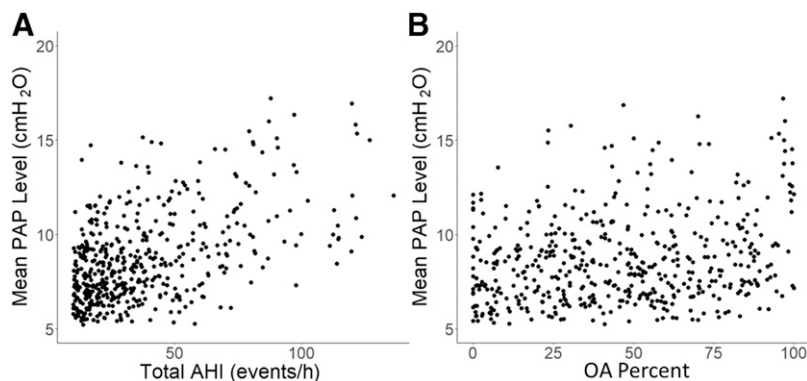 A
B
Mean PAP Level (cmH₂O)
20
15
10
5
50
100
Total AHI (events/h)
Mean PAP Level (cmH₂O)
20
15
10
5
0
25
50
75
100
OA Percent